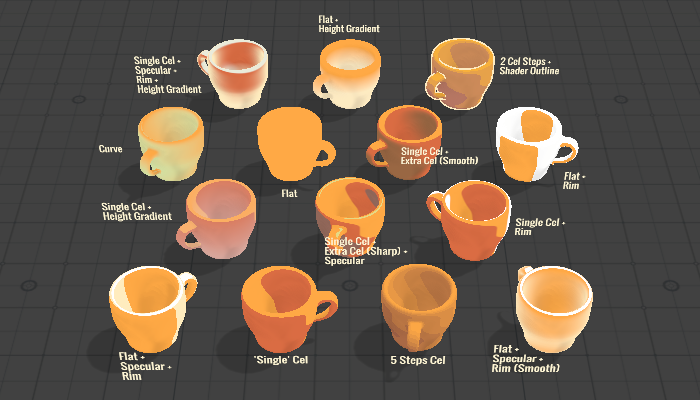 Flat +
Height Gradient
Single Cel +
Specular +
Rim +
Height Gradient
2 Cel Steps +
Shader Outline
Curve
Flat
Single Cel +
Extra Cel (Smooth)
Flat +
Rim
Single Cel +
Height Gradient
Single Cel +
Extra Cel (Sharp) +
Specular
Single Cel +
Rim
Flat +
Specular +
Rim
'Single' Cel
5 Steps Cel
Flat +
Specular +
Rim (Smooth)